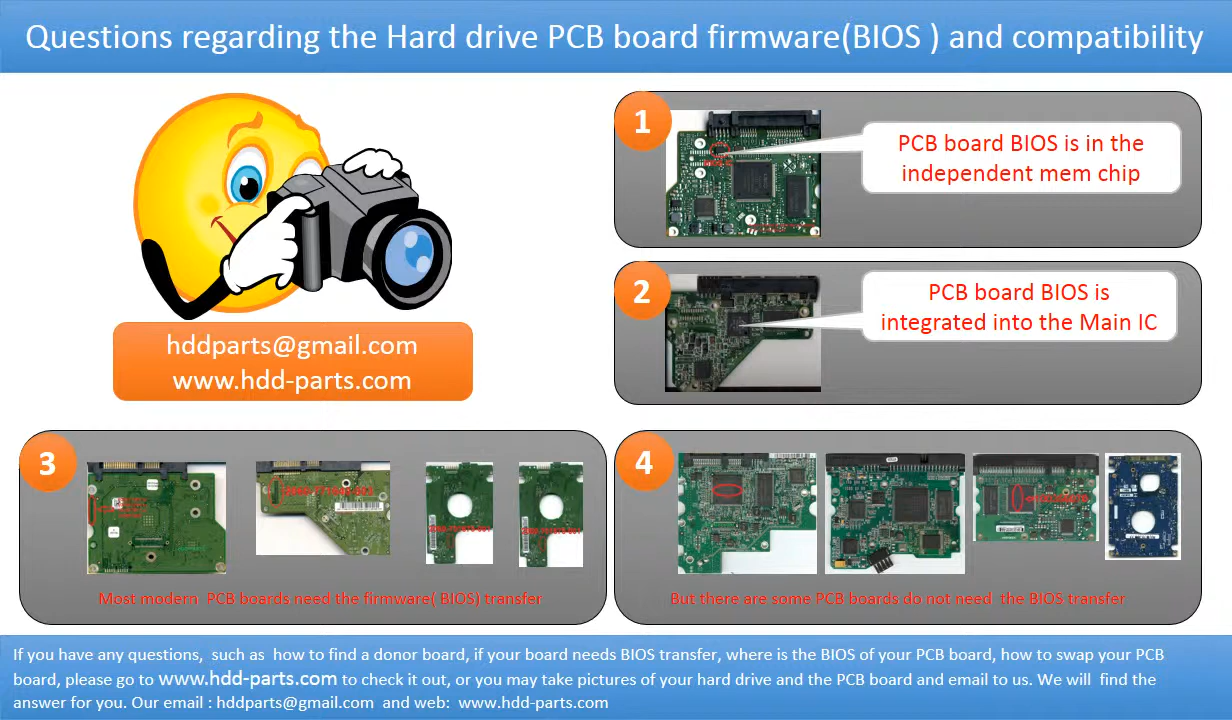 Questions regarding the Hard drive PCB board firmware(BIOS ) and compatibility
hddparts@gmail.com
www.hdd-parts.com
1
PCB board BIOS is in the
independent mem chip
2
PCB board BIOS is
integrated into the Main IC
3
Most modern PCB boards need the firmware( BIOS) transfer
4
But there are some PCB boards do not need the BIOS transfer
If you have any questions, such as how to find a donor board, if your board needs BIOS transfer, where is the BIOS of your PCB board, how to swap your PCB
board, please go to www.hdd-parts.com to check it out, or you may take pictures of your hard drive and the PCB board and email to us. We will find the
answer for you. Our email : hddparts@gmail.com and web: www.hdd-parts.com